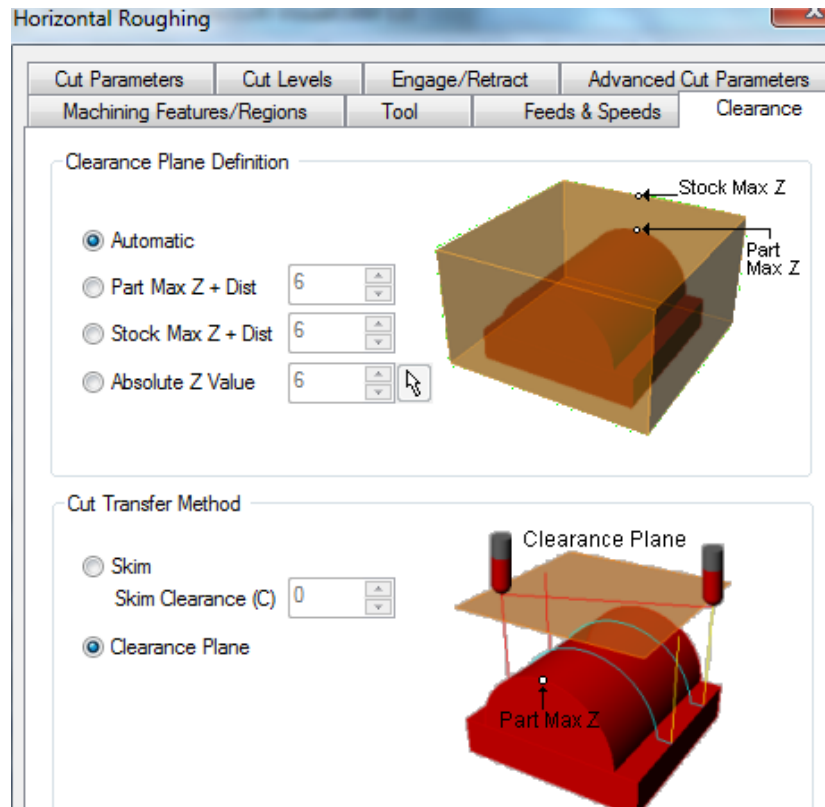 Horizontal Roughing
Cut Parameters
Cut Levels
Engage/Retract
Advanced Cut Parameters
Machining Features/Regions
Tool
Feeds & Speeds
Clearance
Clearance Plane Definition
Automatic
Part Max Z + Dist 6
Stock Max Z + Dist 6
Absolute Z Value 6
Stock Max Z
Part
Max Z
Cut Transfer Method
Skim
Skim Clearance (C) 0
Clearance Plane
Clearance Plane
Part Max Z